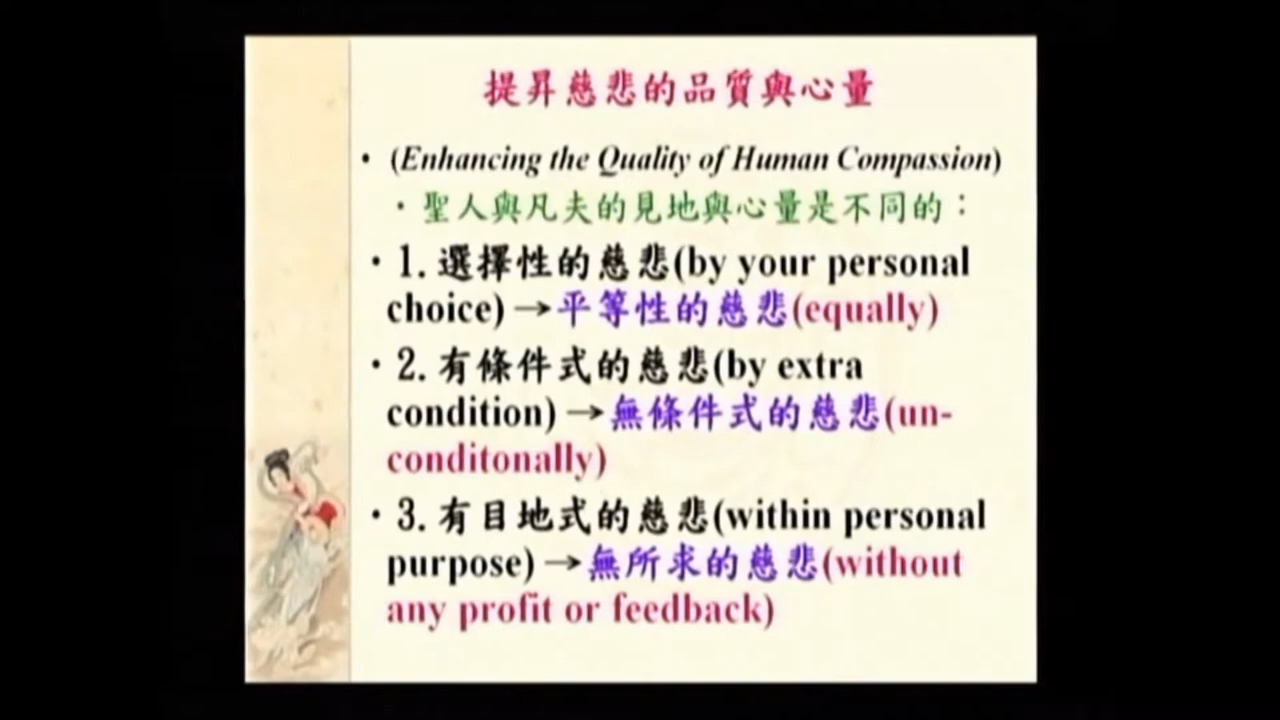 提昇慈悲的品質與心量
• (Enhancing the Quality of Human Compassion)
• 聖人與凡夫的見地與心量是不同的：
• 1. 選擇性的慈悲(by your personal
choice) →平等性的慈悲(equally)
• 2. 有條件式的慈悲(by extra
condition) →無條件式的慈悲(un-
conditonally)
• 3. 有目地式的慈悲(within personal
purpose) →無所求的慈悲(without
any profit or feedback)